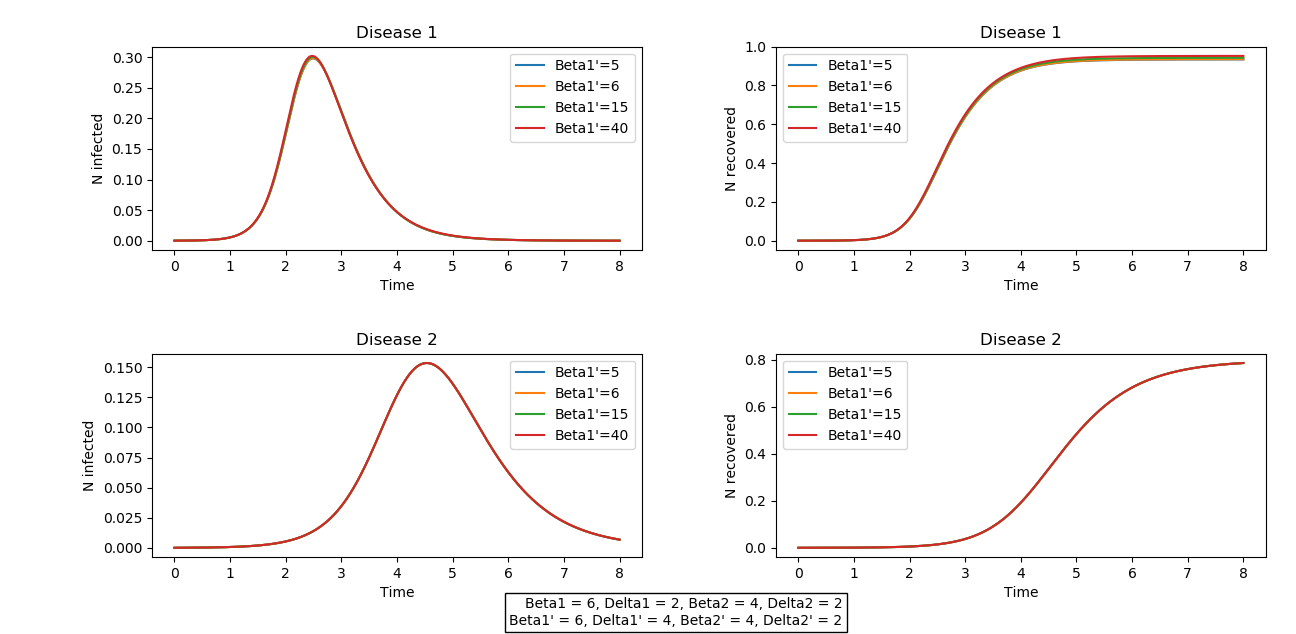 Disease 1
N infected
0.30
0.25
0.20
0.15
0.10
0.05
0.00
Beta1'=5
Beta1'=6
Beta1'=15
Beta1'=40
0 1 2 3 4 5 6 7 8
Time
Disease 1
N recovered
1.0
0.8
0.6
0.4
0.2
0.0
Beta1'=5
Beta1'=6
Beta1'=15
Beta1'=40
0 1 2 3 4 5 6 7 8
Time
Disease 2
N infected
0.150
0.125
0.100
0.075
0.050
0.025
0.000
Beta1'=5
Beta1'=6
Beta1'=15
Beta1'=40
0 1 2 3 4 5 6 7 8
Time
Disease 2
N recovered
0.8
0.6
0.4
0.2
0.0
Beta1'=5
Beta1'=6
Beta1'=15
Beta1'=40
0 1 2 3 4 5 6 7 8
Time
Beta1 = 6, Delta1 = 2, Beta2 = 4, Delta2 = 2
Beta1' = 6, Delta1' = 4, Beta2' = 4, Delta2' = 2